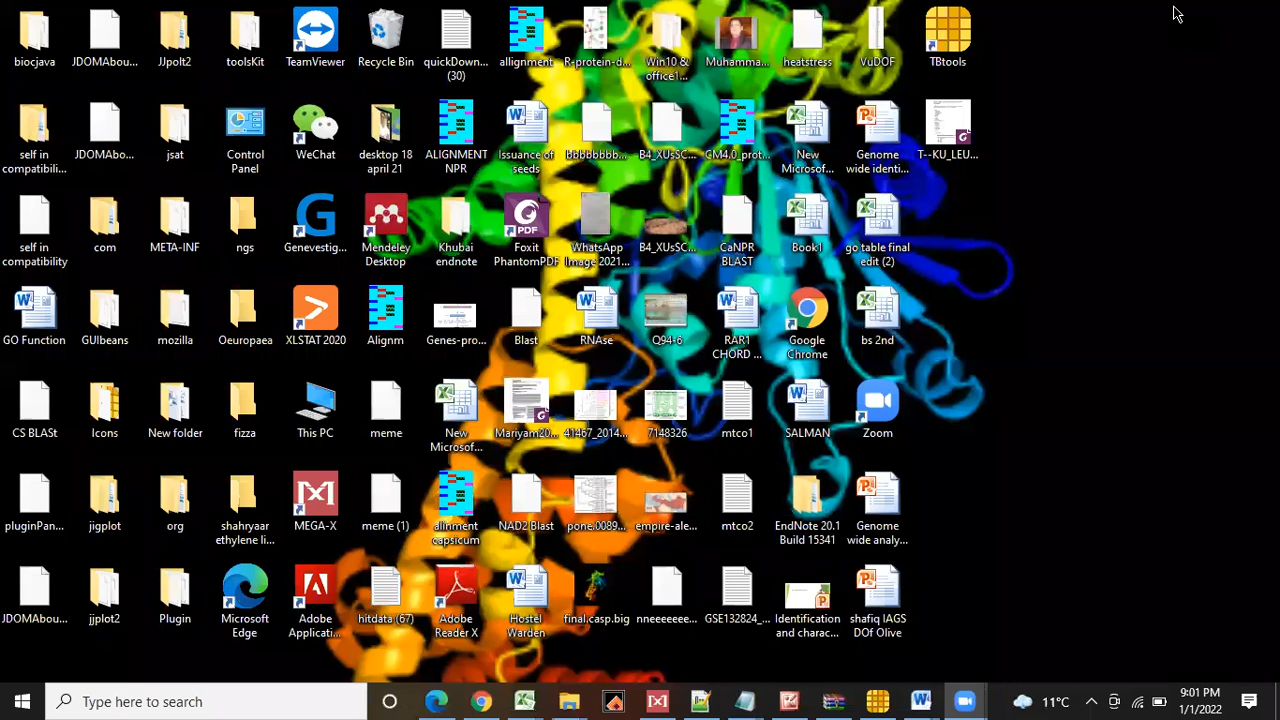 biocjava
JDOMAbou...
JJpolt2
toolsKit
TeamViewer
Recycle Bin
quickDown...
(30)
allignment
R-protein-d...
Win10 &
office1...
Muhamma...
heatstress
VuDOF
TBtools
self in
compatibili...
JDOMAbo...
jsat
Control
Panel
WeChat
desktop 18
april 21
ALIGNMENT
NPR
Issuance of
seeds
bbbbbbbb...
B4_XUsSC...
CM4.0_prot...
New
Microsof...
Genome
wide identi...
T--KU_LEU...
self in
compatibility
com
META-INF
ngs
Genevestig...
Mendeley
Desktop
Khubai
endnote
Foxit
PhantomPDF
WhatsApp
Image 2021...
B4_XUsSC...
CaNPR
BLAST
Book1
go table final
edit (2)
GO Function
GUIbeans
mozilla
Oeuropaea
XLSTAT 2020
Alignm
Genes-pro...
Blast
RNAse
Q94-6
RAR1
CHORD ...
Google
Chrome
bs 2nd
CS BLASt
Icons
New folder
fizza
This PC
meme
New
Microsof...
Mariyam20...
41467_2014...
7148326
mtco1
SALMAN
Zoom
pluginPan...
jigplot
org
shahryaar
ethylene li...
MEGA-X
meme (1)
alinment
capsicum
NAD2 Blast
pone.0089...
empire-ale...
mtco2
EndNote 20.1
Build 15341
Genome
wide analy...
JDOMAbou...
jjplot2
Plugin
Microsoft
Edge
Adobe
Applicati...
hitdata (67)
Adobe
Reader X
Hostel
Warden
final.casp.big
nneeeeeee...
GSE132824_...
Identification
and charac...
shafiq IAGS
DOf Olive
Type here to search
11°C
9:01 PM
1/1/2022